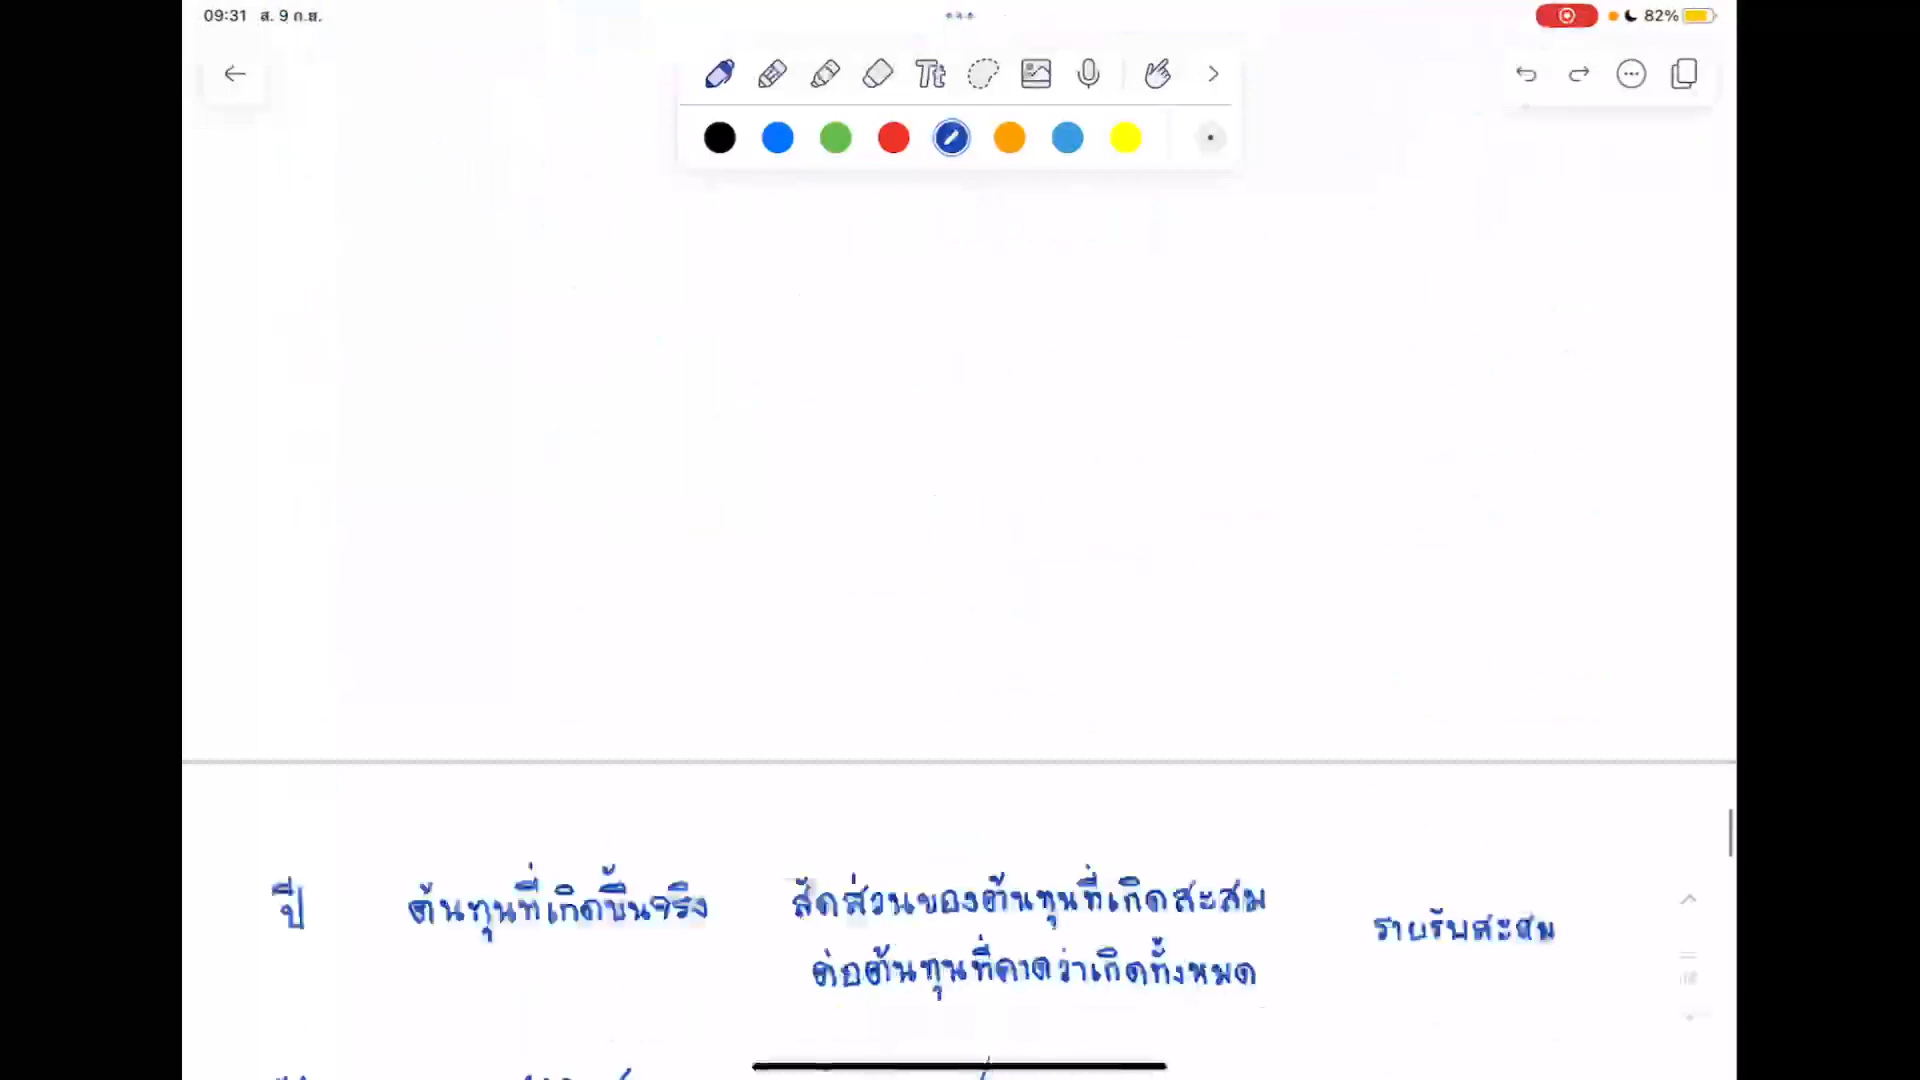 09:31 ส. 9 ก.ย.
82%
Tt
ปี ต้นทุนที่เกิดขึ้นจริง สัดส่วนของต้นทุนที่เกิดสะสม
ต่อต้นทุนที่คาดว่าเกิดทั้งหมด
รายรับสะสม